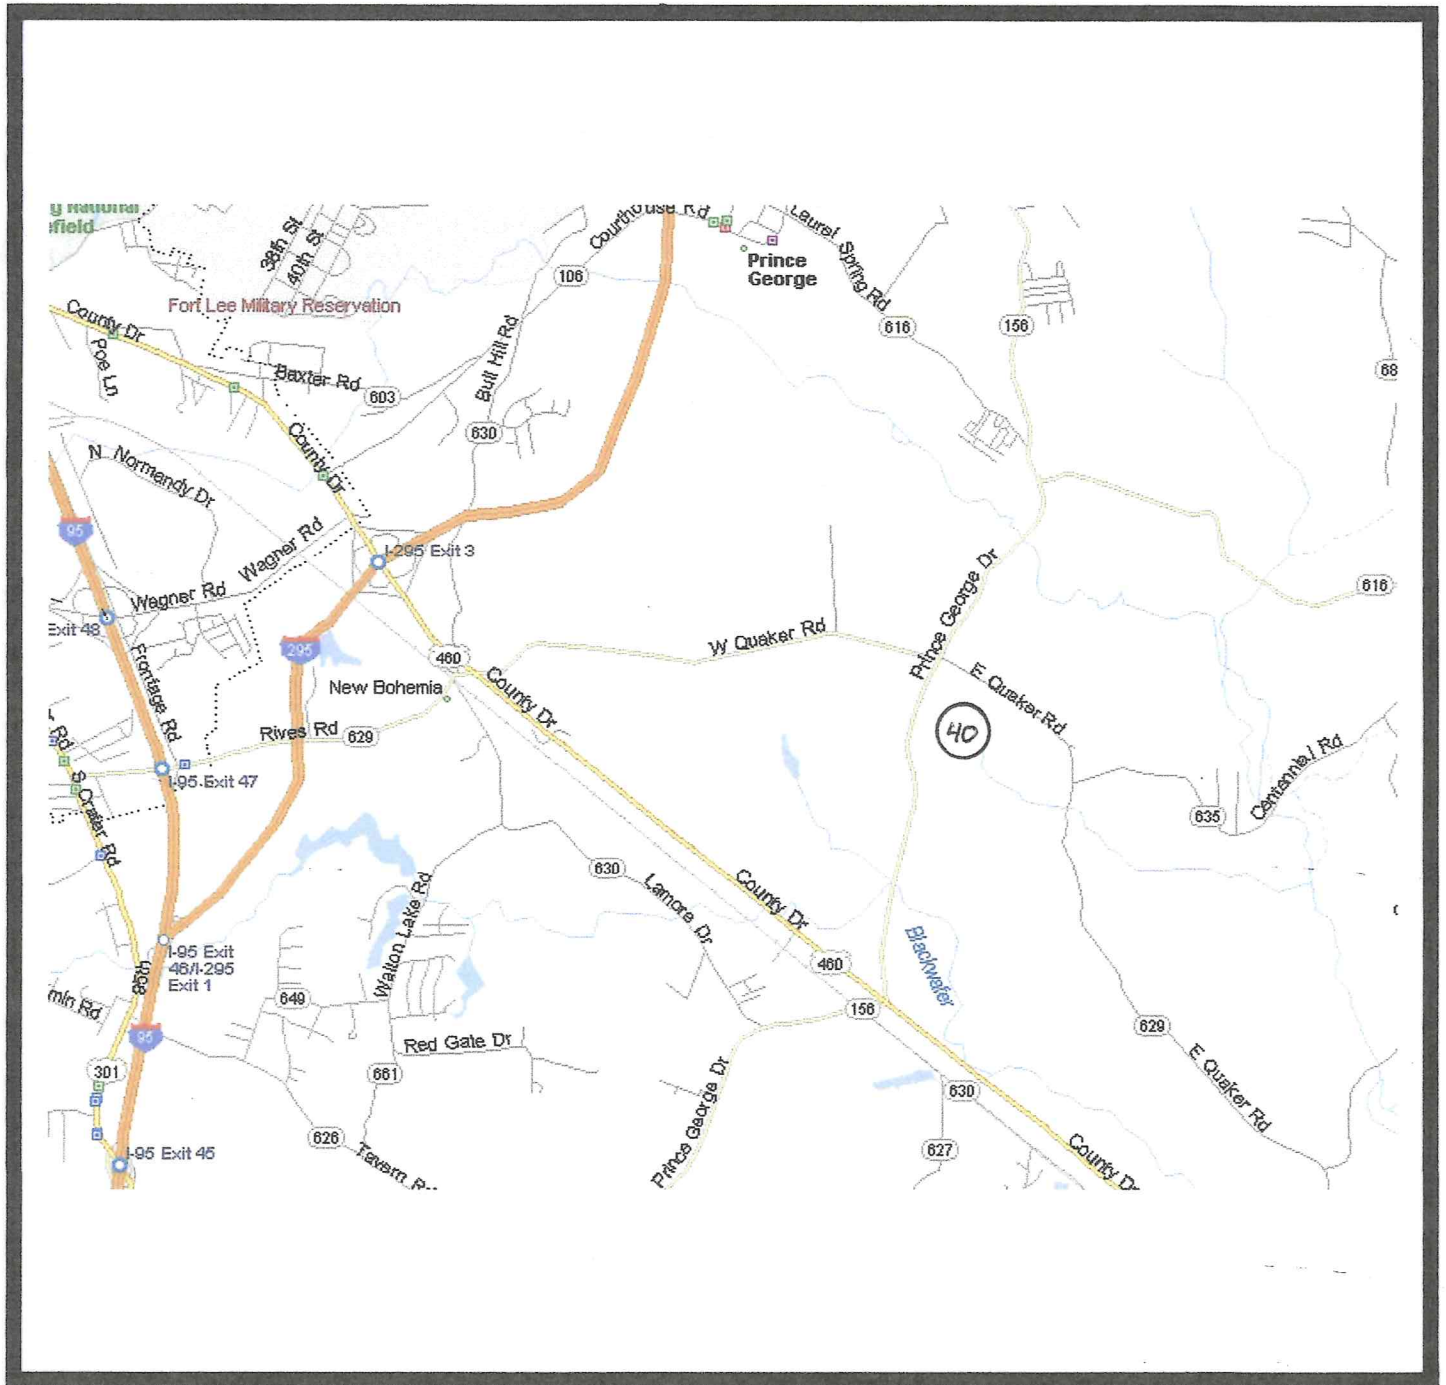 g National
efield
38th St
40th St
Courthouse Rd
Laurel Spring Rd
Prince
George
106
Fort Lee Military Reservation
County Dr
Poe Ln
616
156
Bull Hill Rd
Baxter Rd
603
68
630
County Dr
N Normandy Dr
95
Wagner Rd
I-295 Exit 3
Wagner Rd
Prince George Dr
616
Exit 48
Frontage Rd
295
460
W Quaker Rd
E Quaker Rd
New Bohemia
County Dr
Rives Rd
629
40
Rd
I-95 Exit 47
S Crater Rd
Centennial Rd
635
630
Lamore Dr
County Dr
Walton Lake Rd
460
Blackwater
I-95 Exit
46/I-295
Exit 1
649
156
min Rd
95
Red Gate Dr
629
301
661
E Quaker Rd
Prince George Dr
630
626
627
I-95 Exit 45
Tavern R
County Dr